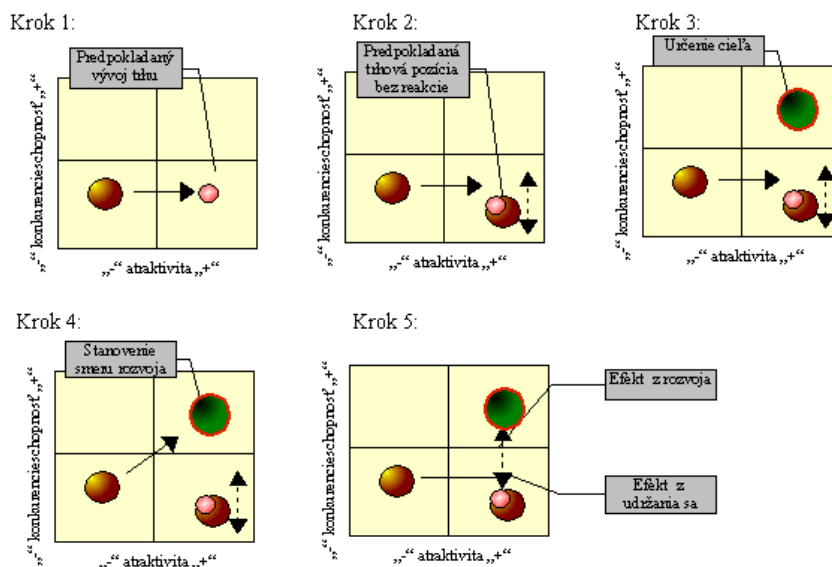 Krok 1:
Krok 2:
Krok 3:
Predpokladaný
vývoj trhu
Predpokladaná
trhová pozícia
bez reakcie
Určenie cieľa
„-“ konkurencieschopnosť „+“
„-“ konkurencieschopnosť „+“
„-“ konkurencieschopnosť „+“
„-“ atraktivita „+“
„-“ atraktivita „+“
„-“ atraktivita „+“
Krok 4:
Krok 5:
Stanovenie
smeru rozvoja
Efekt z rozvoja
Efekt z
udržania sa
„-“ konkurencieschopnosť „+“
„-“ konkurencieschopnosť „+“
„-“ atraktivita „+“
„-“ atraktivita „+“